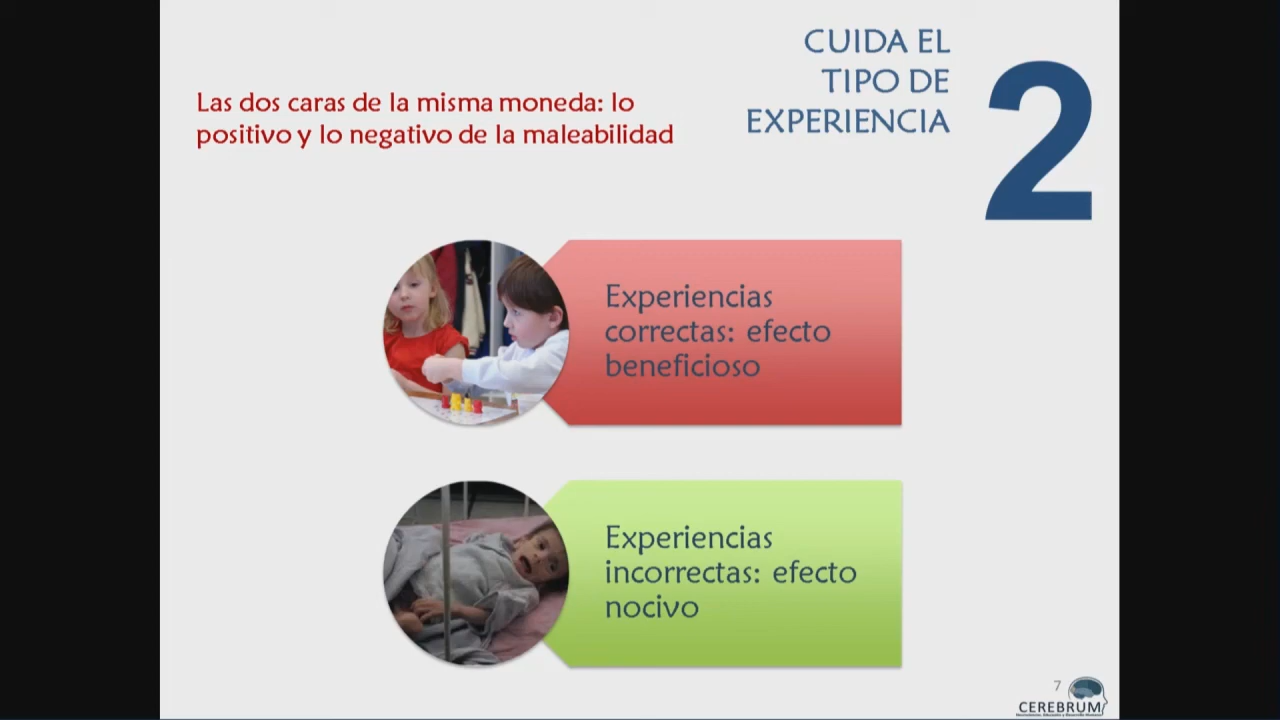 CUIDA EL
TIPO DE
EXPERIENCIA
2
Las dos caras de la misma moneda: lo
positivo y lo negativo de la maleabilidad
Experiencias
correctas: efecto
beneficioso
Experiencias
incorrectas: efecto
nocivo
7
CEREBRUM